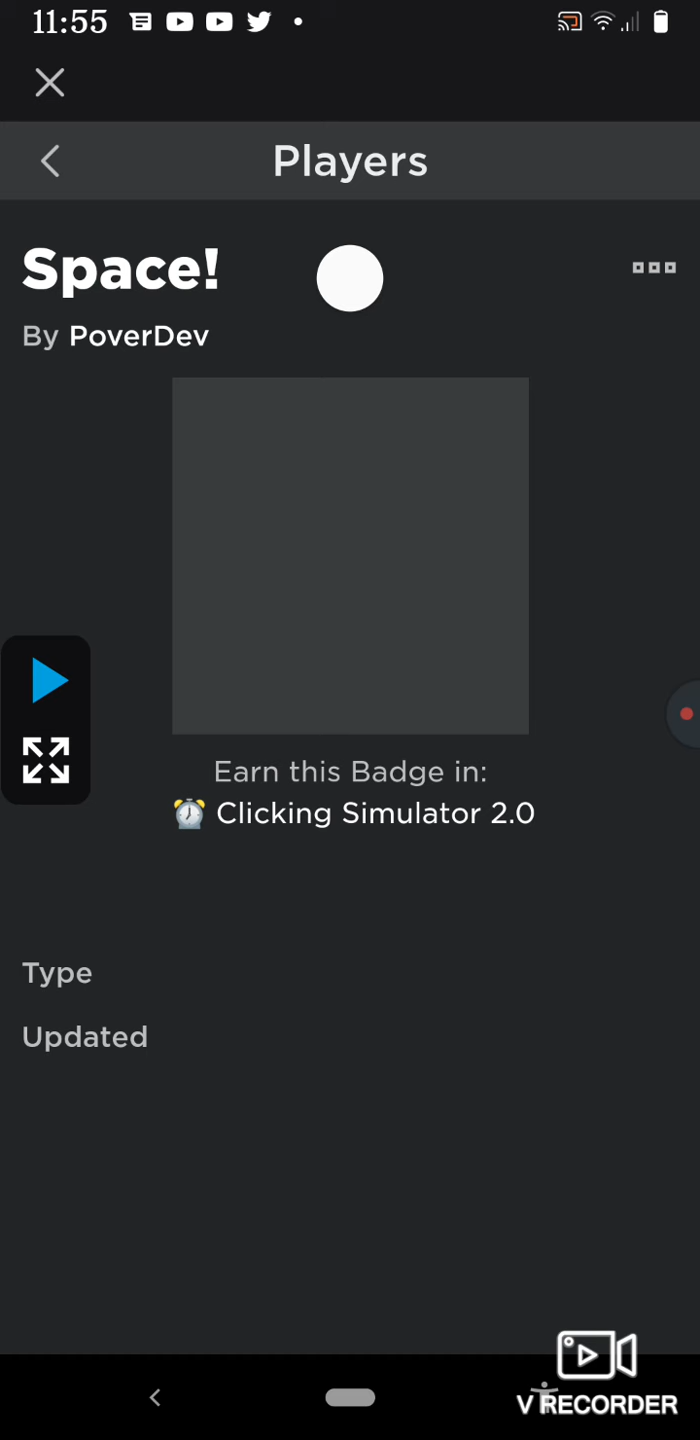 11:55
Players
Space!
By PoverDev
Earn this Badge in:
⏰ Clicking Simulator 2.0
Type
Updated
V RECORDER